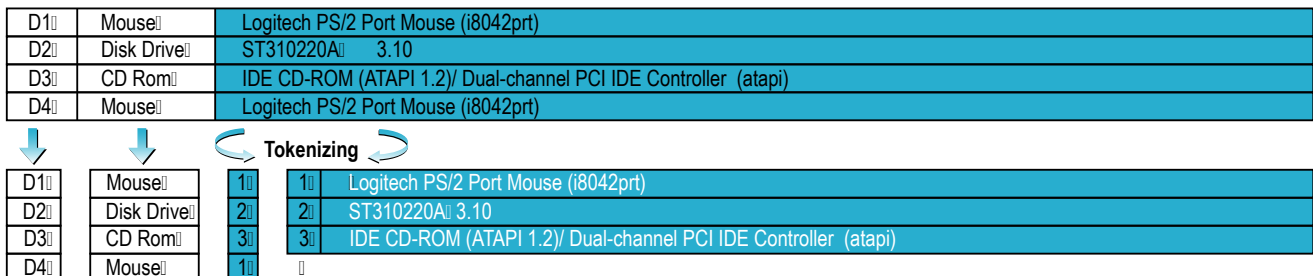 D1 Mouse Logitech PS/2 Port Mouse (i8042prt)
D2 Disk Drive ST310220A 3.10
D3 CD Rom IDE CD-ROM (ATAPI 1.2)/ Dual-channel PCI IDE Controller (atapi)
D4 Mouse Logitech PS/2 Port Mouse (i8042prt)
Tokenizing
D1 Mouse 1 1 Logitech PS/2 Port Mouse (i8042prt)
D2 Disk Drive 2 2 ST310220A 3.10
D3 CD Rom 3 3 IDE CD-ROM (ATAPI 1.2)/ Dual-channel PCI IDE Controller (atapi)
D4 Mouse 1